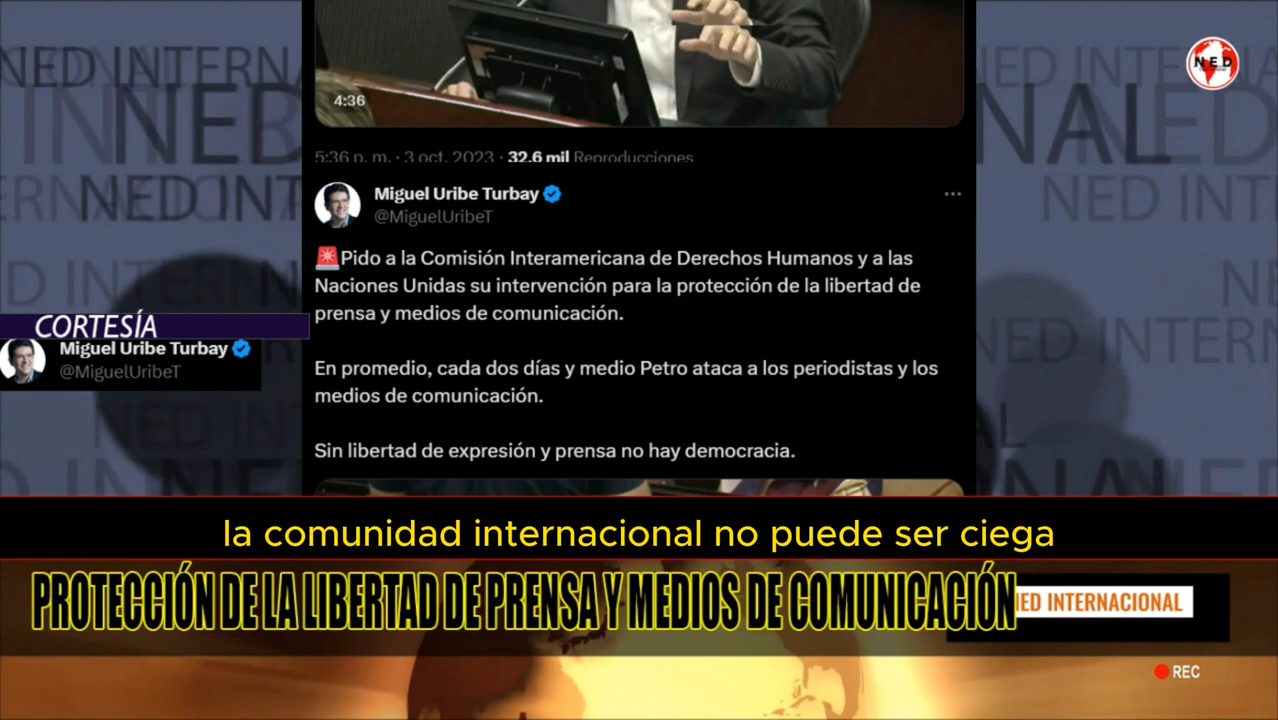 NED
4:36
5:36 p. m. · 3 oct. 2023 · 32.6 mil Reproducciones
Miguel Uribe Turbay
@MiguelUribeT
🚨Pido a la Comisión Interamericana de Derechos Humanos y a las
Naciones Unidas su intervención para la protección de la libertad de
prensa y medios de comunicación.
En promedio, cada dos días y medio Petro ataca a los periodistas y los
medios de comunicación.
Sin libertad de expresión y prensa no hay democracia.
CORTESÍA
Miguel Uribe Turbay
@MiguelUribeT
la comunidad internacional no puede ser ciega
PROTECCIÓN DE LA LIBERTAD DE PRENSA Y MEDIOS DE COMUNICACIÓN
NED INTERNACIONAL
REC